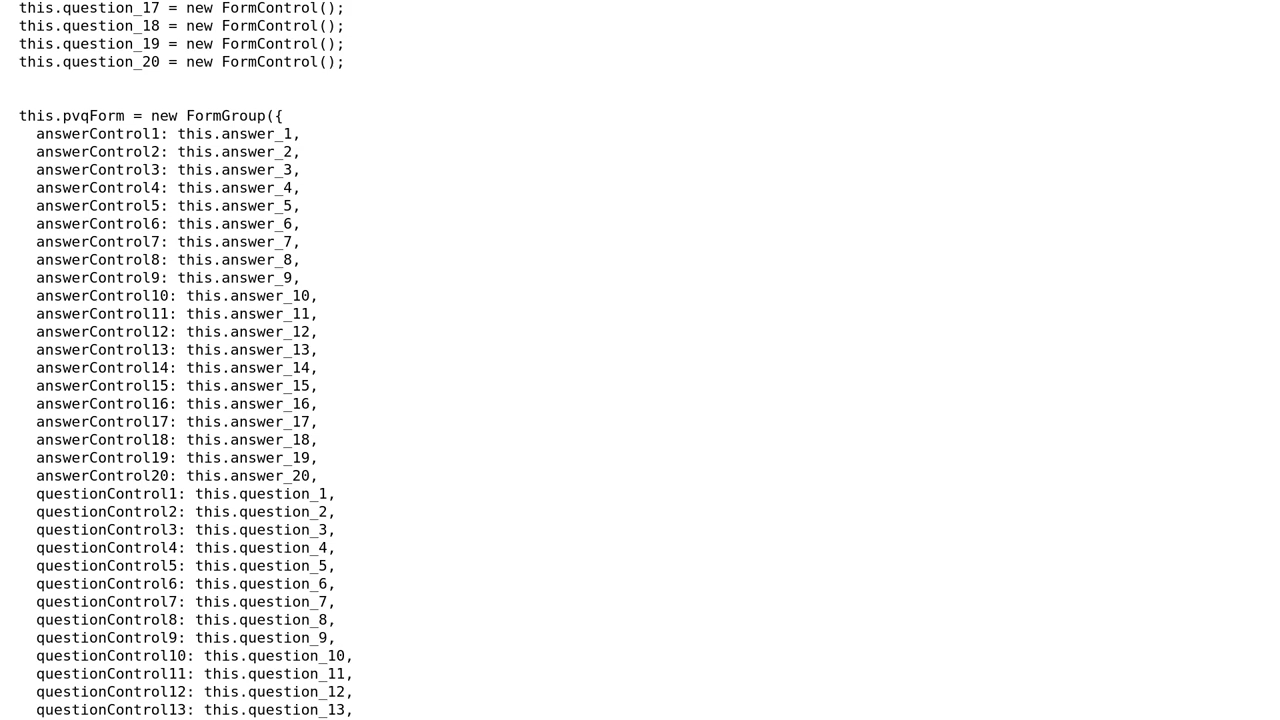 this.question_17 = new FormControl();
this.question_18 = new FormControl();
this.question_19 = new FormControl();
this.question_20 = new FormControl();
this.pvqForm = new FormGroup({
answerControl1: this.answer_1,
answerControl2: this.answer_2,
answerControl3: this.answer_3,
answerControl4: this.answer_4,
answerControl5: this.answer_5,
answerControl6: this.answer_6,
answerControl7: this.answer_7,
answerControl8: this.answer_8,
answerControl9: this.answer_9,
answerControl10: this.answer_10,
answerControl11: this.answer_11,
answerControl12: this.answer_12,
answerControl13: this.answer_13,
answerControl14: this.answer_14,
answerControl15: this.answer_15,
answerControl16: this.answer_16,
answerControl17: this.answer_17,
answerControl18: this.answer_18,
answerControl19: this.answer_19,
answerControl20: this.answer_20,
questionControl1: this.question_1,
questionControl2: this.question_2,
questionControl3: this.question_3,
questionControl4: this.question_4,
questionControl5: this.question_5,
questionControl6: this.question_6,
questionControl7: this.question_7,
questionControl8: this.question_8,
questionControl9: this.question_9,
questionControl10: this.question_10,
questionControl11: this.question_11,
questionControl12: this.question_12,
questionControl13: this.question_13,